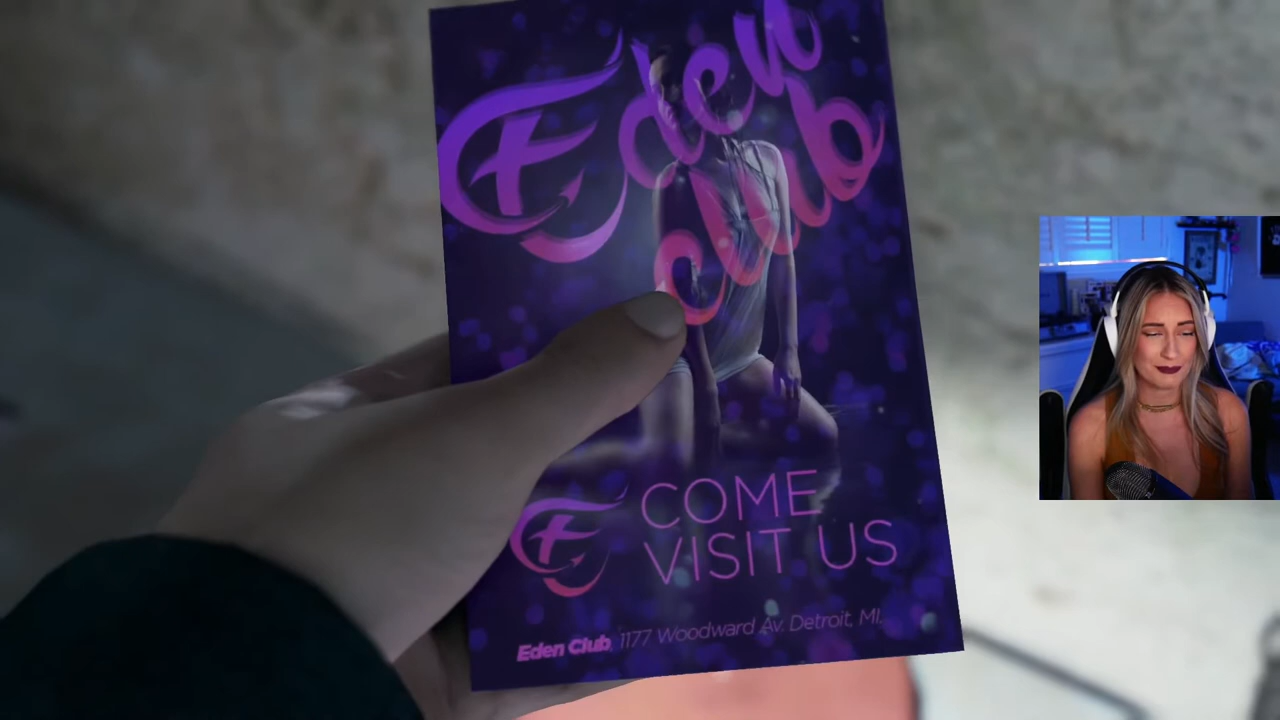 Eden
club
COME
VISIT US
Eden Club, 1177 Woodward Av. Detroit, MI.